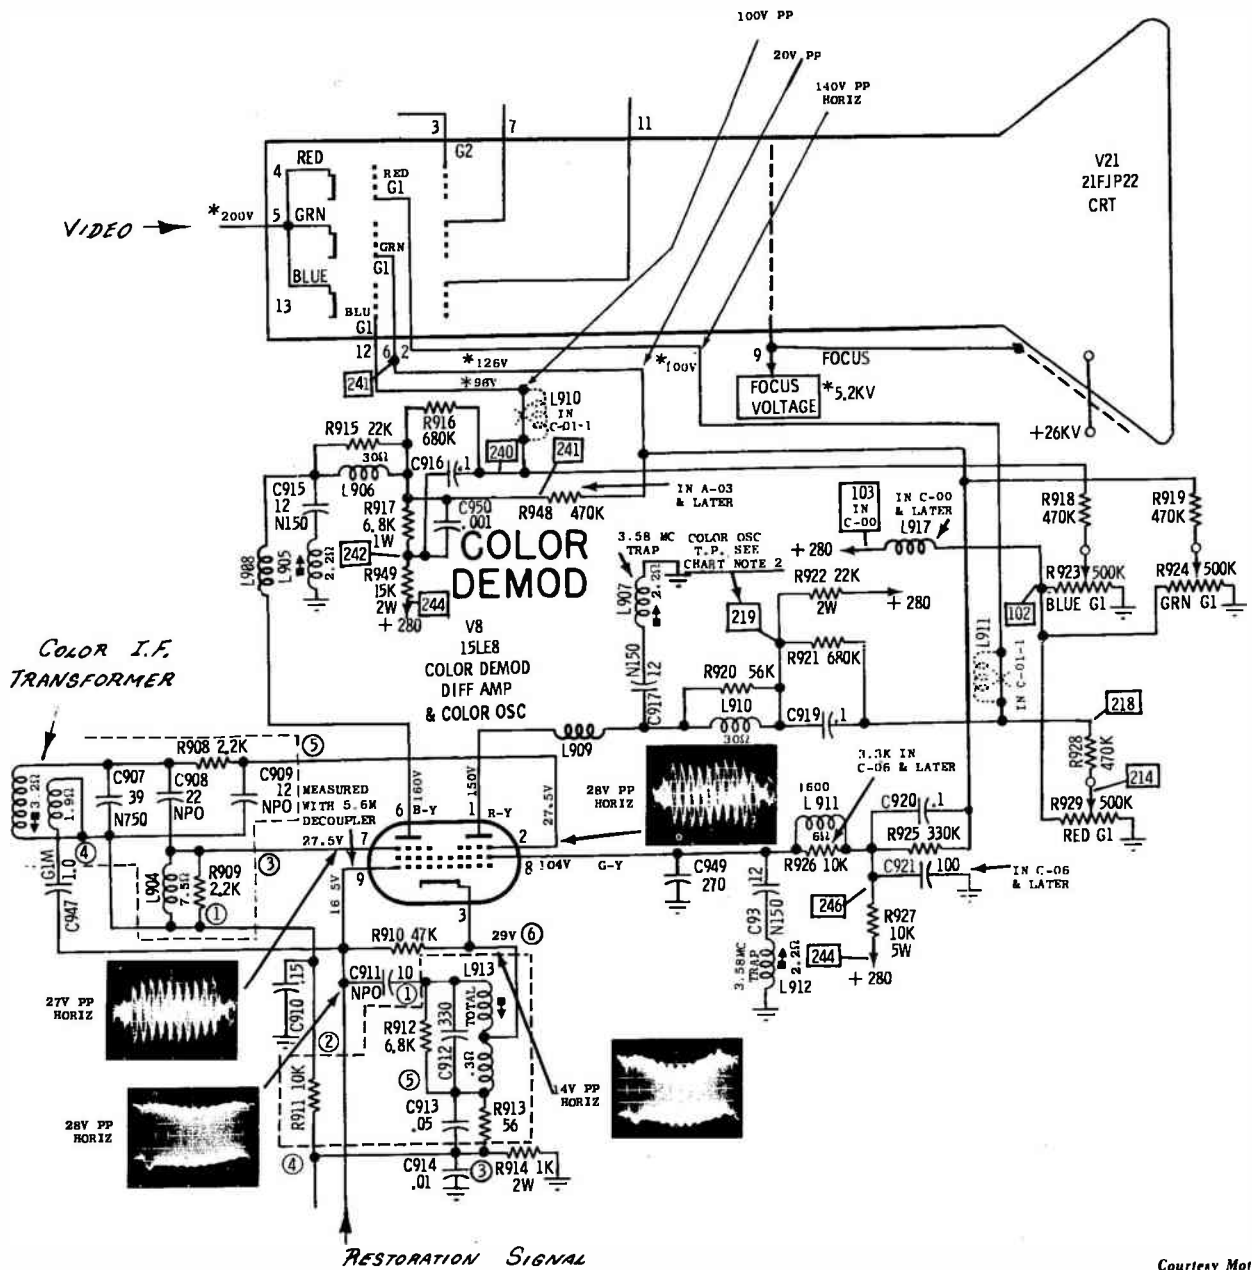 100V PP
20V PP
140V PP
HORIZ
3
7
11
G2
V21
21FJP22
CRT
4
RED
RED
G1
VIDEO
*200V
5
GRN
GRN
G1
BLUE
13
BLU
G1
12
6
2
*126V
*100V
9
FOCUS
241
*96V
FOCUS
VOLTAGE
*5.2KV
L910
IN
C-01-1
+26KV
R915 22K
R916
680K
30Ω
L906
C916
.1
240
241
C915
12
N150
R917
6.8K
1W
C950
.001
R948
470K
IN A-03
& LATER
103
IN
C-00
IN C-00
& LATER
L917
R918
470K
R919
470K
L908
L905
2.2Ω
242
COLOR
DEMOD
3.58 MC
TRAP
COLOR OSC
T.P. SEE
CHART NOTE 2
+280
R949
15K
2W
244
+ 280
L907
2.2Ω
219
R922 22K
2W
+ 280
R923
500K
BLUE G1
R924
500K
GRN G1
102
V8
15LE8
COLOR DEMOD
DIFF AMP
& COLOR OSC
COLOR I.F.
TRANSFORMER
N150
12
C917
R921 680K
R920 56K
L910
30Ω
C919
.1
L911
IN C-01-1
L909
218
R908 2.2K
5
C907
39
N750
C908
22
NPO
C909
12
NPO
3.2Ω
1.9Ω
MEASURED
WITH 5.6M
DECOUPLER
160V
6
B-Y
150V
1
R-Y
27.5V
28V PP
HORIZ
3.3K IN
C-06 & LATER
R928
470K
214
1600
L911
6Ω
C920
.1
R929
500K
RED G1
4
27.5V
7
2
104V
G-Y
8
R926 10K
R925 330K
G1M
1.0
C947
3
R909
2.2K
L904
7.5Ω
1
9
16.5V
3
C949
270
12
C93
N150
C921
100
IN C-06
& LATER
246
R927
10K
5W
R910 47K
29V
6
3.58MC
TRAP
2.2Ω
L912
244
+ 280
27V PP
HORIZ
.15
C910
C911
10
NPO
1
L913
TOTAL
.3Ω
330
C912
R912
6.8K
2
5
14V PP
HORIZ
R911 10K
C913
.05
R913
56
28V PP
HORIZ
4
C914
.01
3
R914 1K
2W
RESTORATION SIGNAL
Courtesy Mot